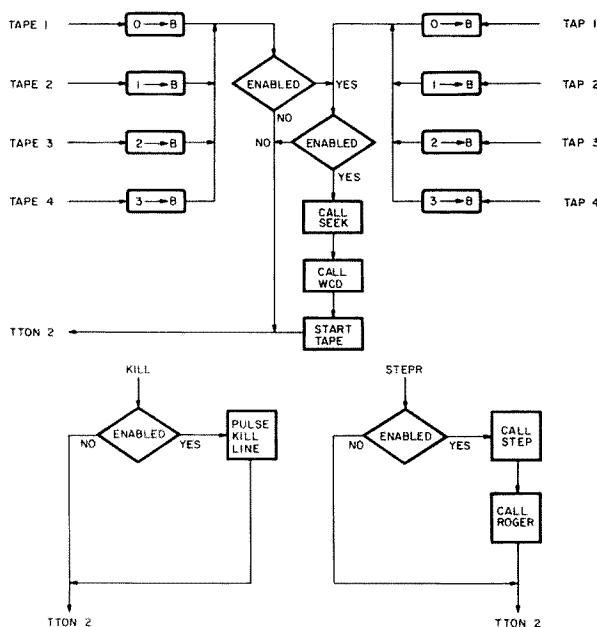 TAPE 1 0→B 0→B TAP 1
ENABLED YES
TAPE 2 1→B 1→B TAP 2
NO
NO ENABLED
TAPE 3 2→B 2→B TAP 3
YES
TAPE 4 3→B 3→B TAP 4
CALL
SEEK
CALL
WCD
START
TAPE
TTON 2
KILL
ENABLED
NO YES
PULSE
KILL
LINE
TTON 2
STEPR
ENABLED
NO YES
CALL
STEP
CALL
ROGER
TTON 2